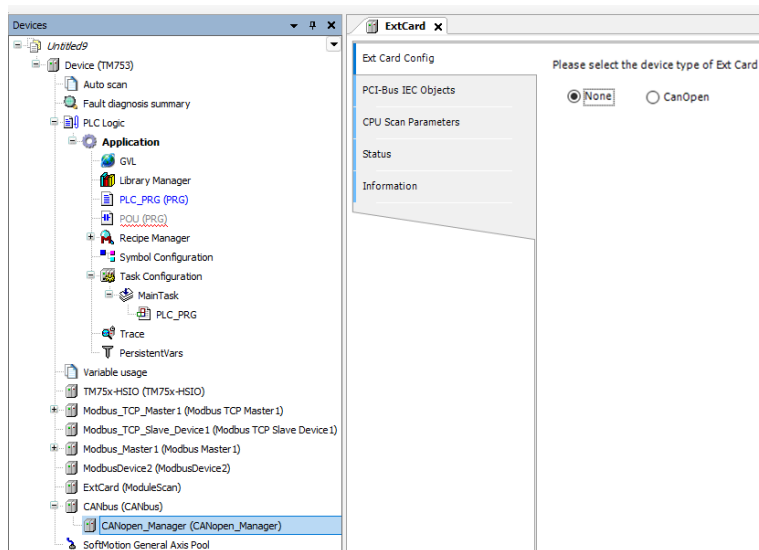 Devices
Untitled9
Device (TM753)
Auto scan
Fault diagnosis summary
PLC Logic
Application
GVL
Library Manager
PLC_PRG (PRG)
POU (PRG)
Recipe Manager
Symbol Configuration
Task Configuration
MainTask
PLC_PRG
Trace
PersistentVars
Variable usage
TM75x-HSIO (TM75x-HSIO)
Modbus_TCP_Master1 (Modbus TCP Master1)
Modbus_TCP_Slave_Device1 (Modbus TCP Slave Device1)
Modbus_Master1 (Modbus Master1)
ModbusDevice2 (ModbusDevice2)
ExtCard (ModuleScan)
CANbus (CANbus)
CANopen_Manager (CANopen_Manager)
SoftMotion General Axis Pool
ExtCard
Ext Card Config
PCI-Bus IEC Objects
CPU Scan Parameters
Status
Information
Please select the device type of Ext Card
None CanOpen